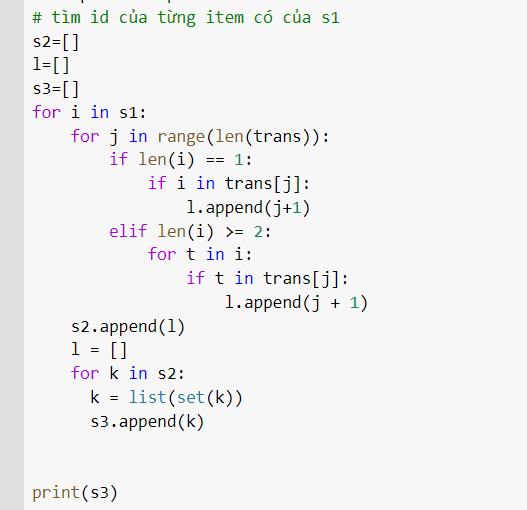 # tìm id của từng item có của s1
s2=[]
l=[]
s3=[]
for i in s1:
    for j in range(len(trans)):
        if len(i) == 1:
            if i in trans[j]:
                l.append(j+1)
        elif len(i) >= 2:
            for t in i:
                if t in trans[j]:
                    l.append(j + 1)
    s2.append(l)
    l = []
    for k in s2:
      k = list(set(k))
      s3.append(k)
print(s3)